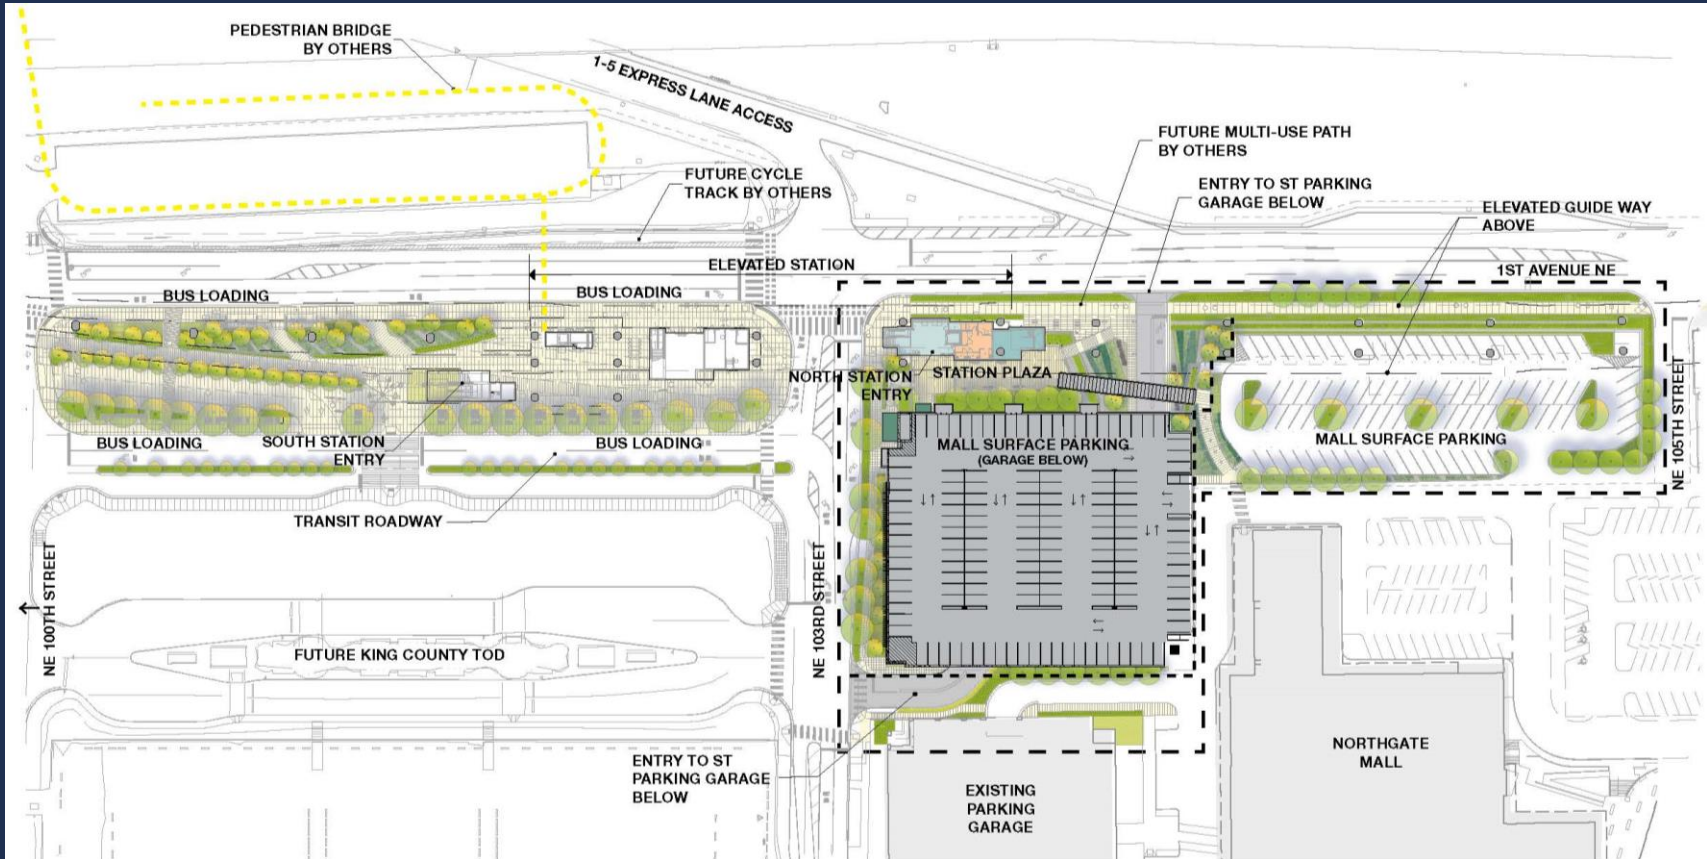 PEDESTRIAN BRIDGE
BY OTHERS
1-5 EXPRESS LANE ACCESS
FUTURE MULTI-USE PATH
BY OTHERS
FUTURE CYCLE
TRACK BY OTHERS
ENTRY TO ST PARKING
GARAGE BELOW
ELEVATED GUIDE WAY
ABOVE
ELEVATED STATION
1ST AVENUE NE
BUS LOADING
BUS LOADING
NORTH STATION
ENTRY
STATION PLAZA
NE 105TH STREET
BUS LOADING
SOUTH STATION
ENTRY
BUS LOADING
MALL SURFACE PARKING
(GARAGE BELOW)
MALL SURFACE PARKING
TRANSIT ROADWAY
NE 100TH STREET
FUTURE KING COUNTY TOD
NE 103RD STREET
ENTRY TO ST
PARKING GARAGE
BELOW
EXISTING
PARKING
GARAGE
NORTHGATE
MALL